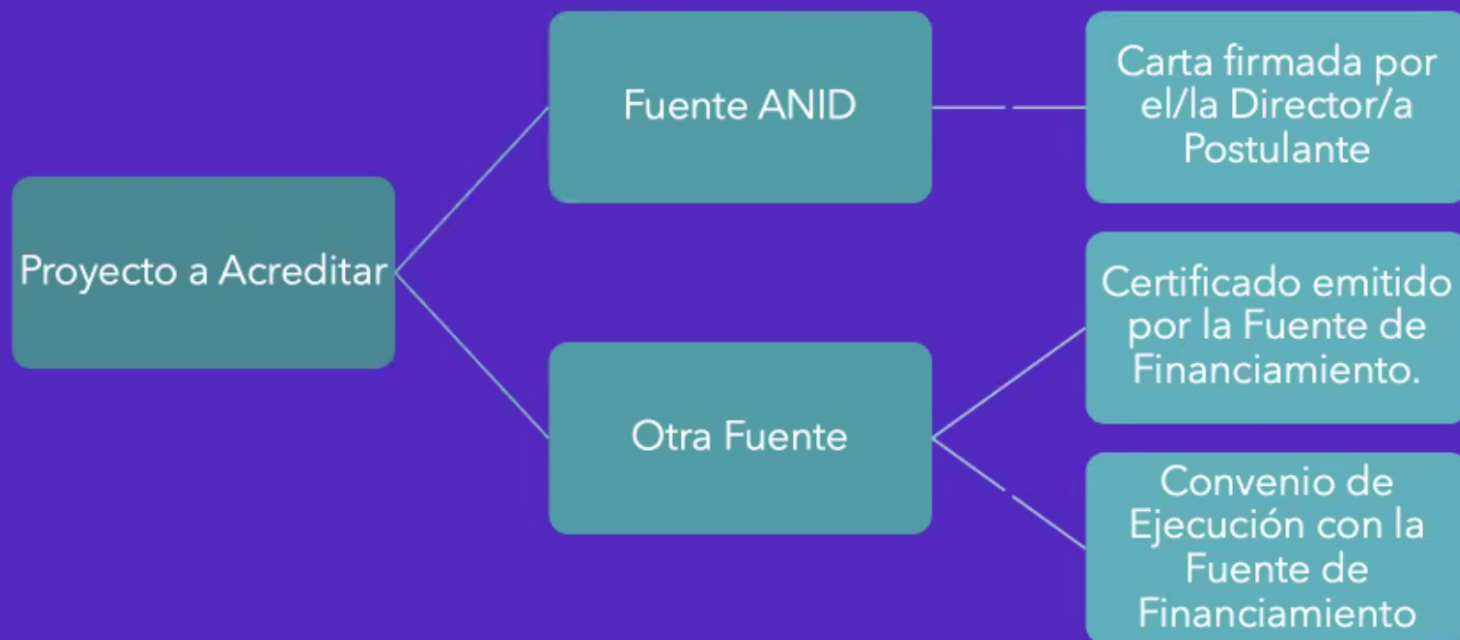 Proyecto a Acreditar
Fuente ANID
Carta firmada por
el/la Director/a
Postulante
Otra Fuente
Certificado emitido
por la Fuente de
Financiamiento.
Convenio de
Ejecución con la
Fuente de
Financiamiento